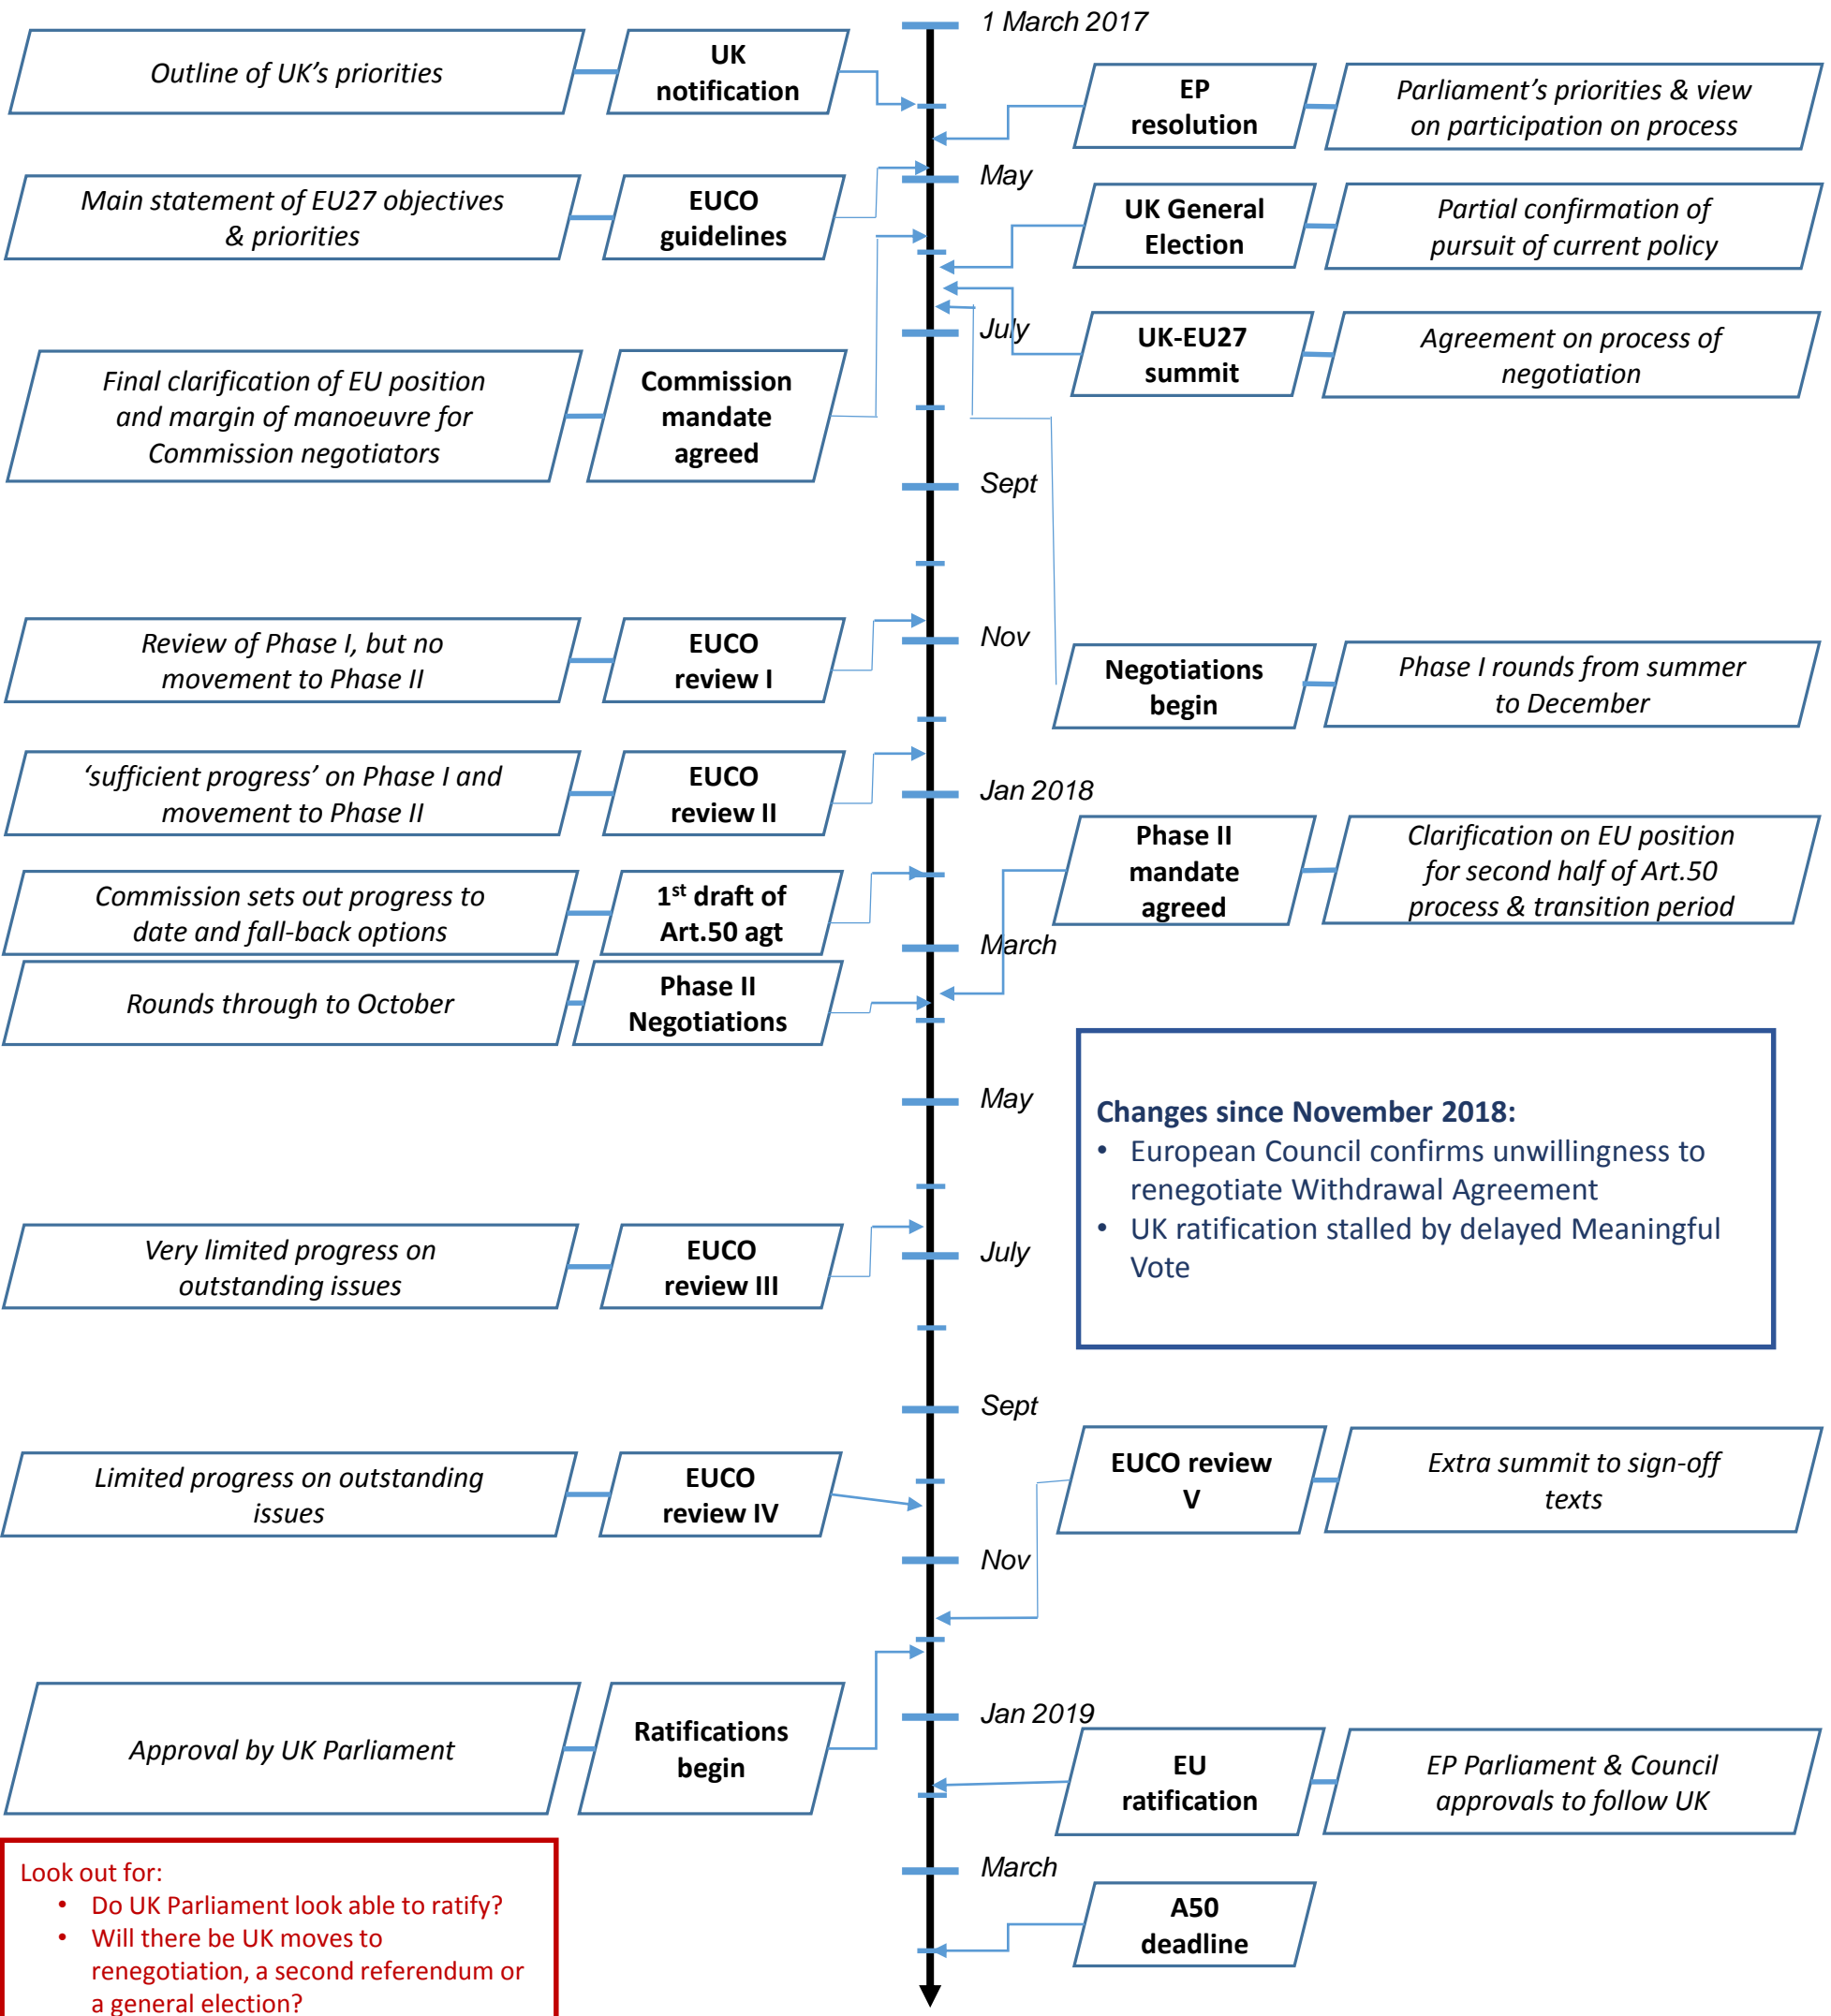 1 March 2017
Outline of UK's priorities
UK
notification
EP
resolution
Parliament's priorities & view
on participation on process
May
Main statement of EU27 objectives
& priorities
EUCO
guidelines
UK General
Election
Partial confirmation of
pursuit of current policy
July
UK-EU27
summit
Agreement on process of
negotiation
Final clarification of EU position
and margin of manoeuvre for
Commission negotiators
Commission
mandate
agreed
Sept
Nov
Review of Phase I, but no
movement to Phase II
EUCO
review I
Negotiations
begin
Phase I rounds from summer
to December
'sufficient progress' on Phase I and
movement to Phase II
EUCO
review II
Jan 2018
Phase II
mandate
agreed
Clarification on EU position
for second half of Art.50
process & transition period
Commission sets out progress to
date and fall-back options
1st draft of
Art.50 agt
March
Rounds through to October
Phase II
Negotiations
May
Changes since November 2018:
• European Council confirms unwillingness to
renegotiate Withdrawal Agreement
• UK ratification stalled by delayed Meaningful
Vote
Very limited progress on
outstanding issues
EUCO
review III
July
Sept
Limited progress on outstanding
issues
EUCO
review IV
EUCO review
V
Extra summit to sign-off
texts
Nov
Approval by UK Parliament
Ratifications
begin
Jan 2019
EU
ratification
EP Parliament & Council
approvals to follow UK
March
A50
deadline
Look out for:
• Do UK Parliament look able to ratify?
• Will there be UK moves to
renegotiation, a second referendum or
a general election?